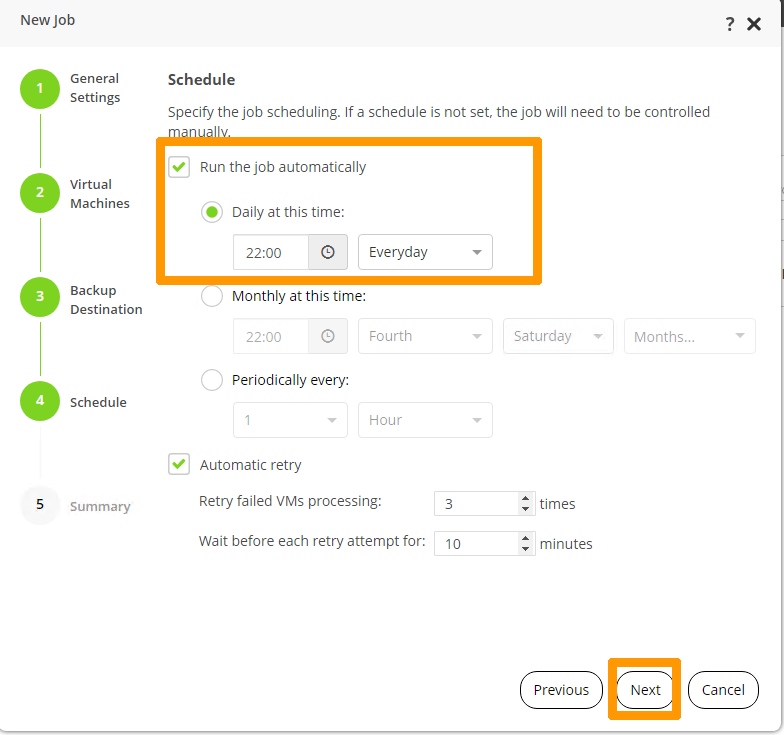 New Job
?
1
General
Settings
2
Virtual
Machines
3
Backup
Destination
4
Schedule
5
Summary
Schedule
Specify the job scheduling. If a schedule is not set, the job will need to be controlled
manually.
Run the job automatically
Daily at this time:
22:00 Everyday
Monthly at this time:
22:00 Fourth Saturday Months...
Periodically every:
1 Hour
Automatic retry
Retry failed VMs processing: 3 times
Wait before each retry attempt for: 10 minutes
Previous Next Cancel